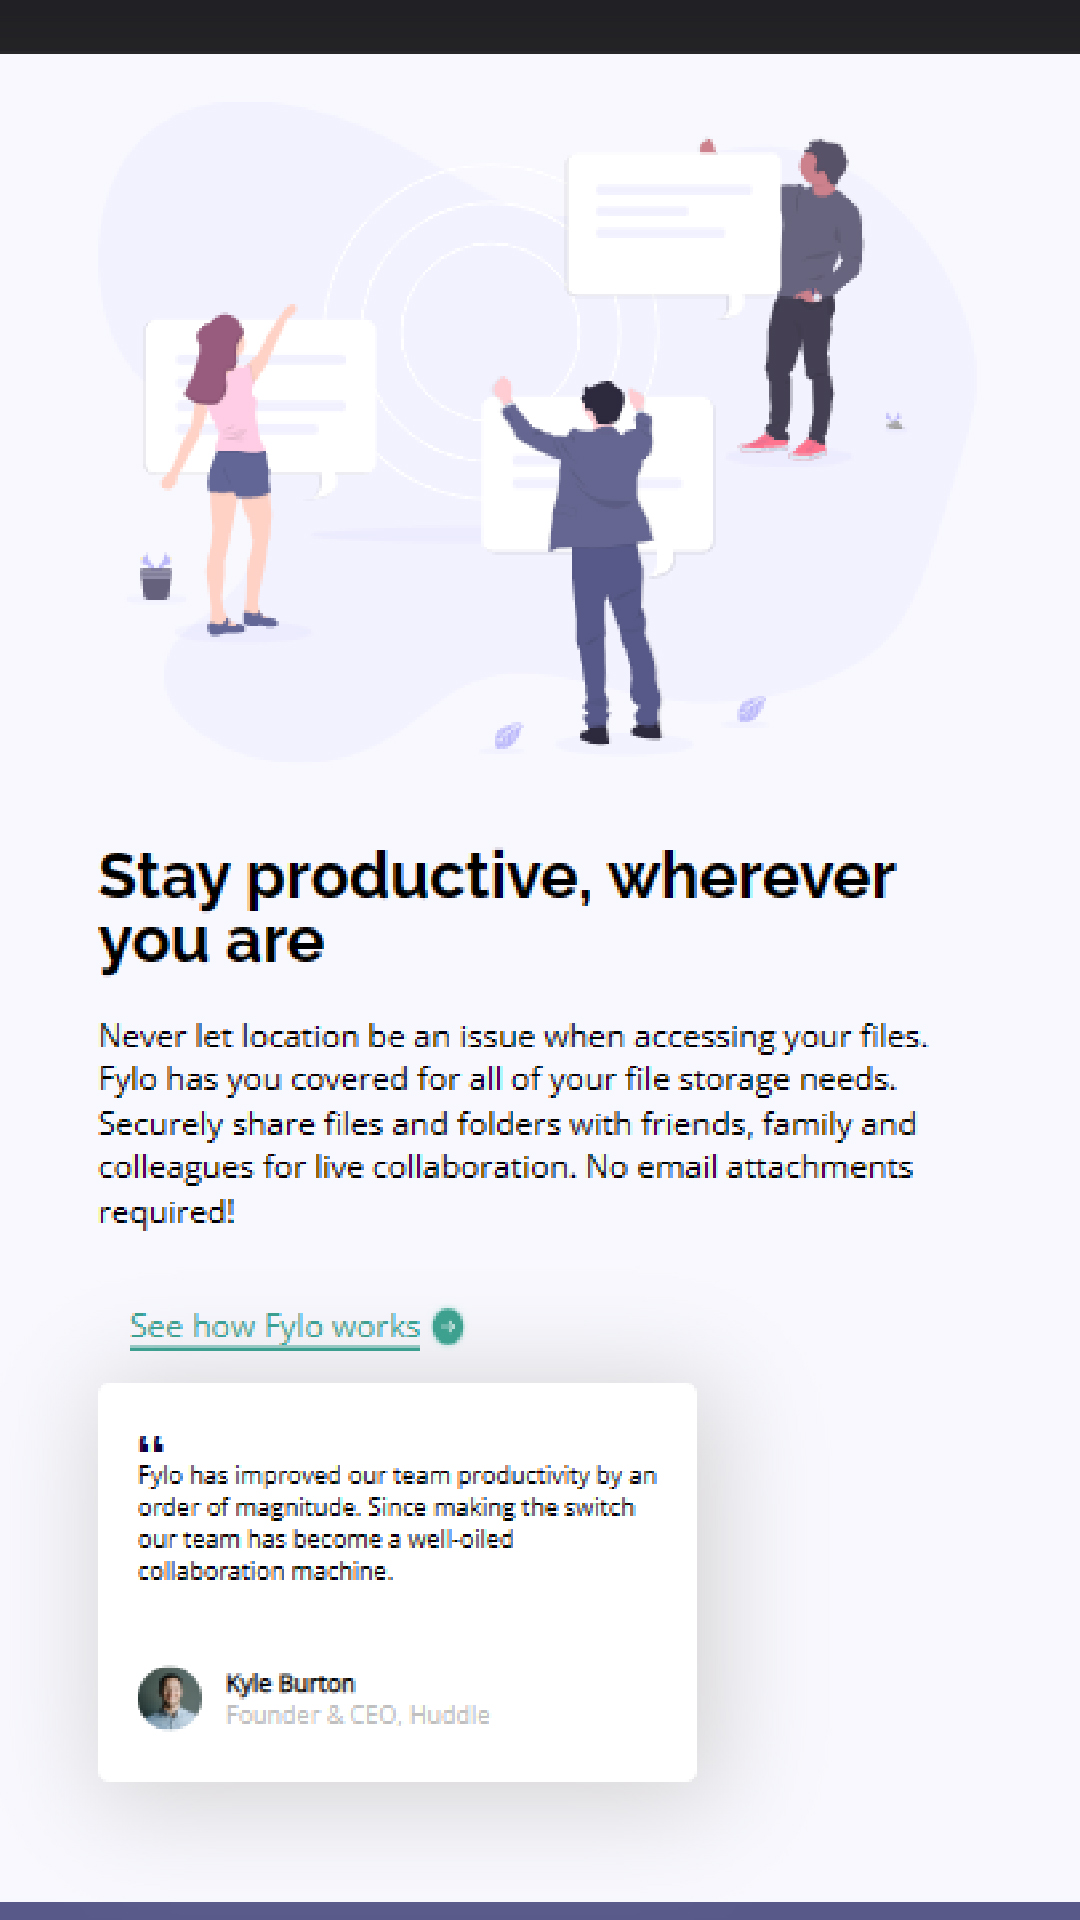 Stay productive, wherever
you are
Never let location be an issue when accessing your files.
Fylo has you covered for all of your file storage needs.
Securely share files and folders with friends, family and
colleagues for live collaboration. No email attachments
required!
See how Fylo works
“
Fylo has improved our team productivity by an
order of magnitude. Since making the switch
our team has become a well-oiled
collaboration machine.
Kyle Burton
Founder & CEO, Huddle